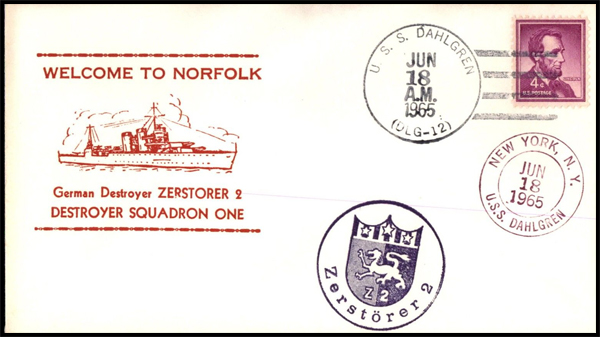 WELCOME TO NORFOLK
German Destroyer ZERSTORER 2
DESTROYER SQUADRON ONE
U. S. S. DAHLGREN
JUN
18
A.M.
1965
(DLG-12)
4¢
U.S. POSTAGE
NEW YORK, N. Y.
JUN
18
1965
U.S.S. DAHLGREN
Z 2
Zerstörer 2